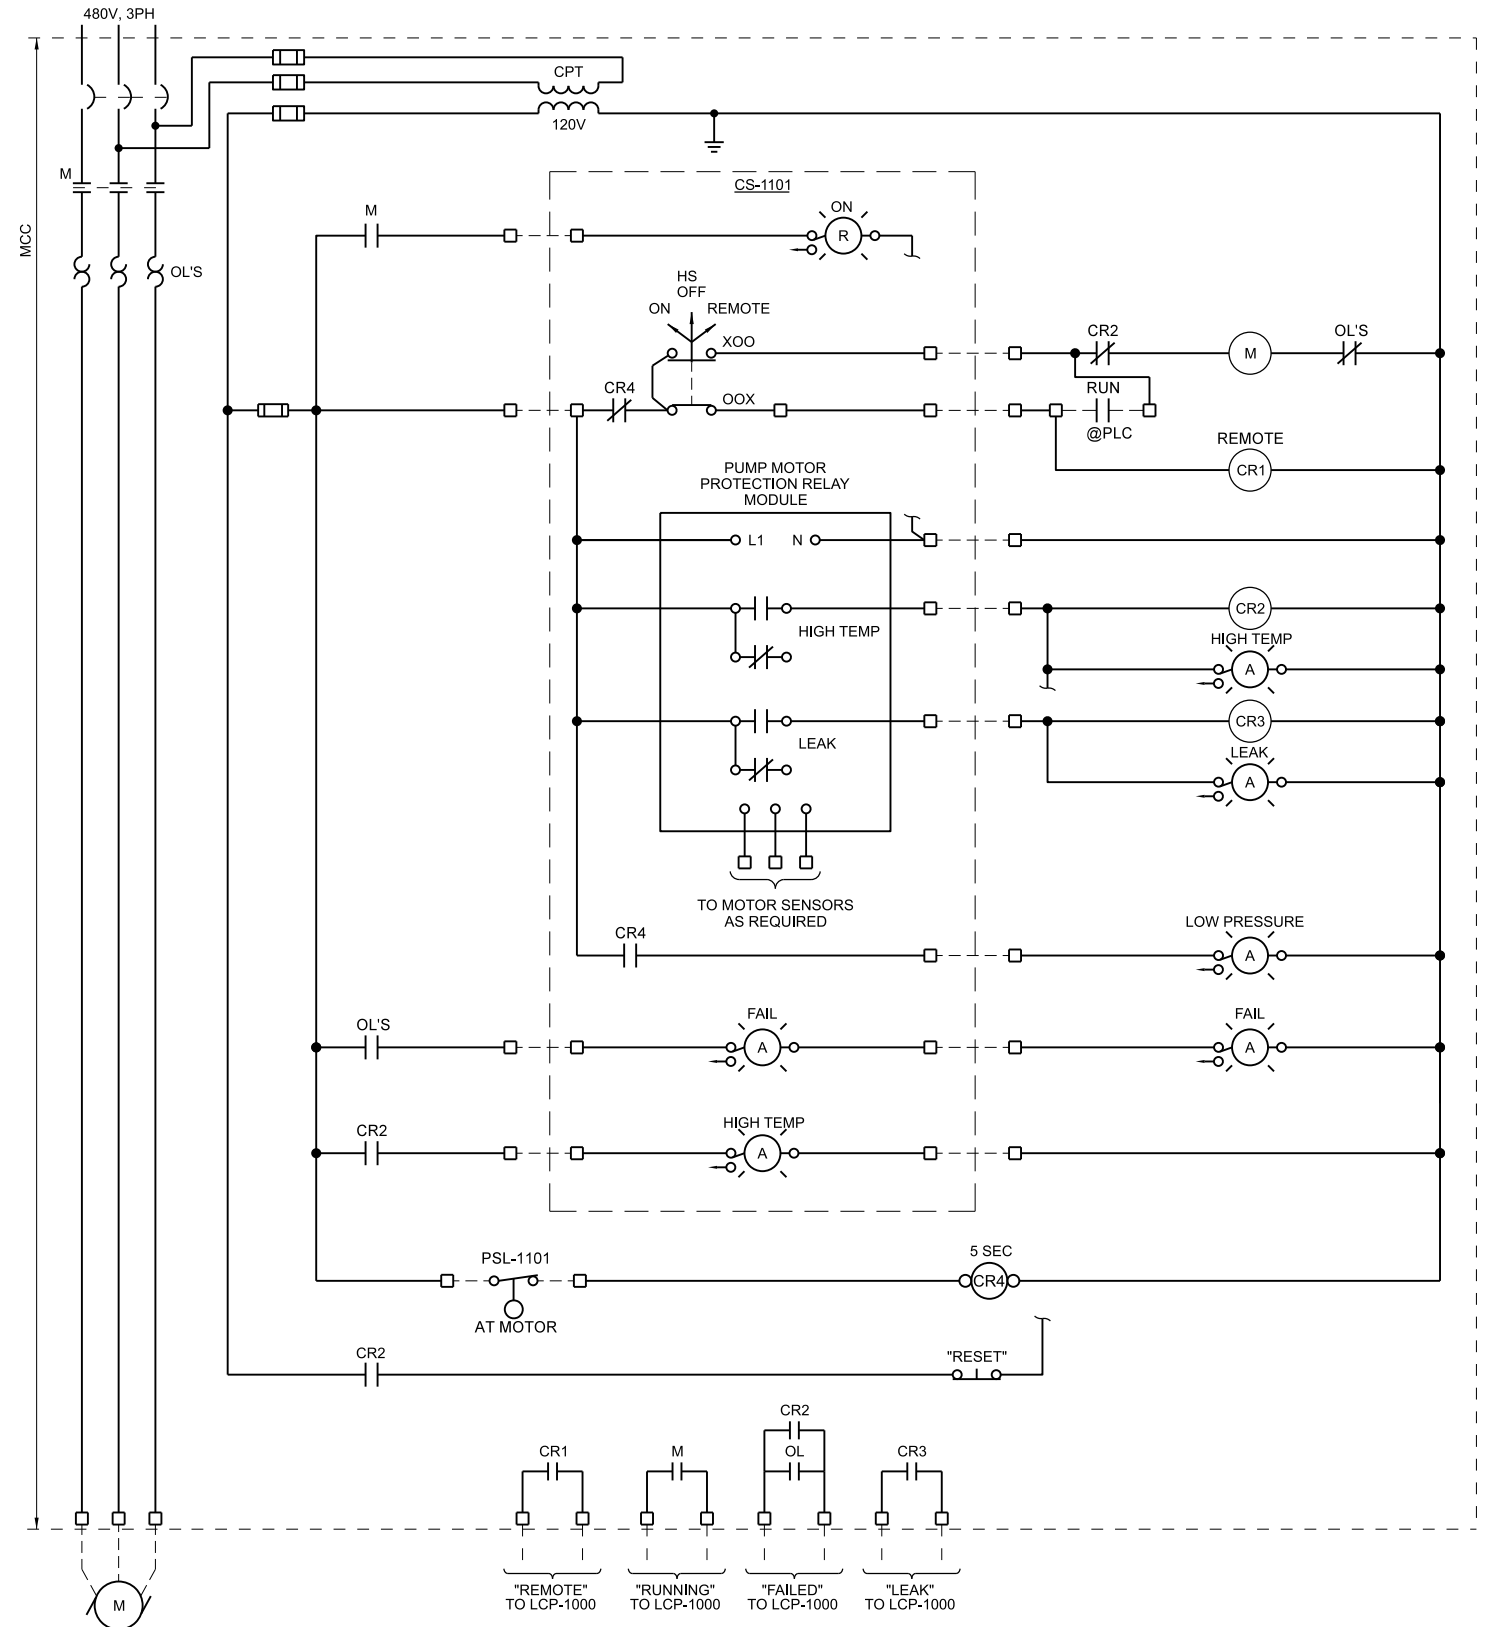 480V, 3PH
CPT
120V
M
MCC
OL'S
CS-1101
M
ON
R
HS
OFF
ON
REMOTE
XOO
CR2
M
OL'S
CR4
OOX
RUN
@PLC
REMOTE
CR1
PUMP MOTOR
PROTECTION RELAY
MODULE
L1
N
CR2
HIGH TEMP
HIGH TEMP
A
CR3
LEAK
LEAK
A
TO MOTOR SENSORS
AS REQUIRED
CR4
LOW PRESSURE
A
OL'S
FAIL
A
FAIL
A
CR2
HIGH TEMP
A
PSL-1101
5 SEC
CR4
AT MOTOR
CR2
"RESET"
CR1
M
CR2
OL
CR3
"REMOTE"
TO LCP-1000
"RUNNING"
TO LCP-1000
"FAILED"
TO LCP-1000
"LEAK"
TO LCP-1000
M